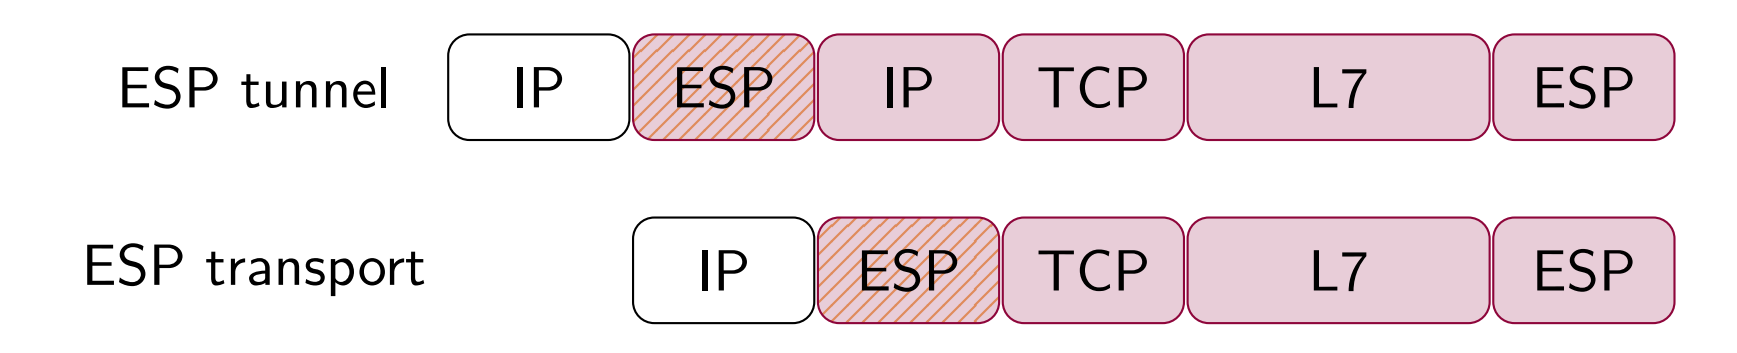 ESP tunnel IP ESP IP TCP L7 ESP
ESP transport IP ESP TCP L7 ESP